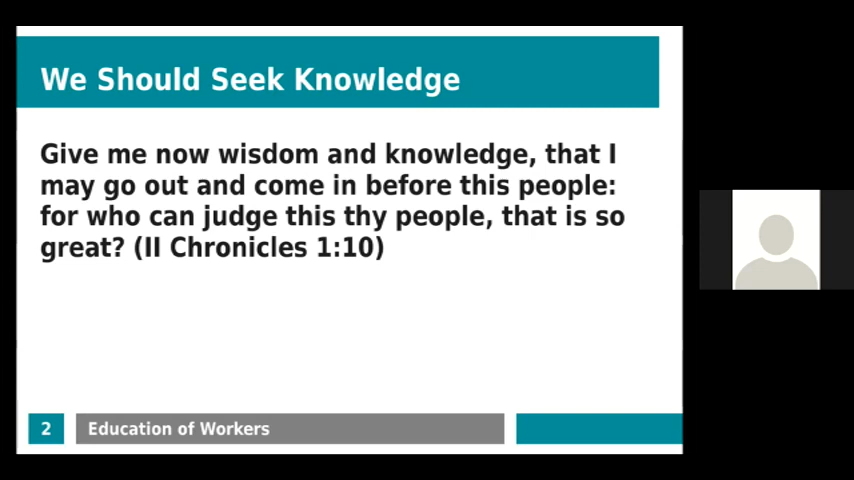 We Should Seek Knowledge
Give me now wisdom and knowledge, that I
may go out and come in before this people:
for who can judge this thy people, that is so
great? (II Chronicles 1:10)
2
Education of Workers